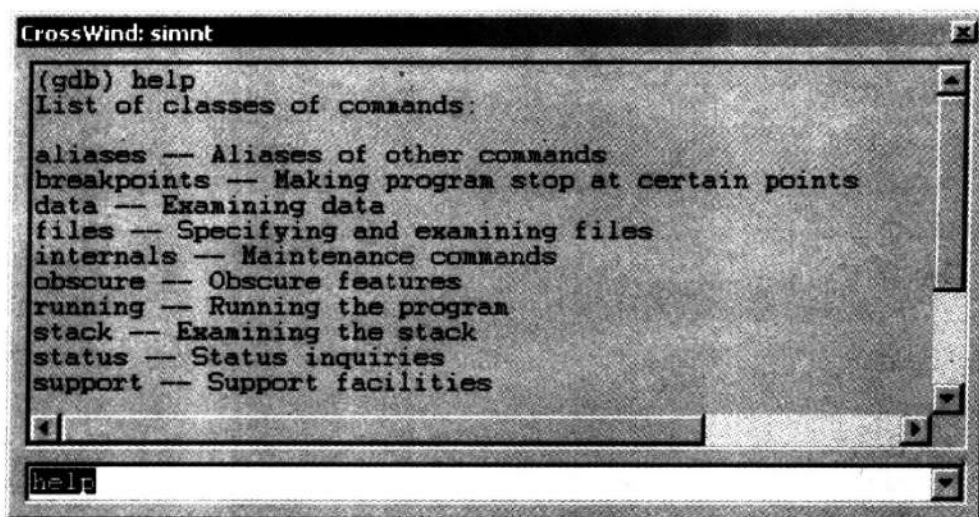 CrossWind: simnt
(gdb) help
List of classes of commands:
aliases -- Aliases of other commands
breakpoints -- Making program stop at certain points
data -- Examining data
files -- Specifying and examining files
internals -- Maintenance commands
obscure -- Obscure features
running -- Running the program
stack -- Examining the stack
status -- Status inquiries
support -- Support facilities
help